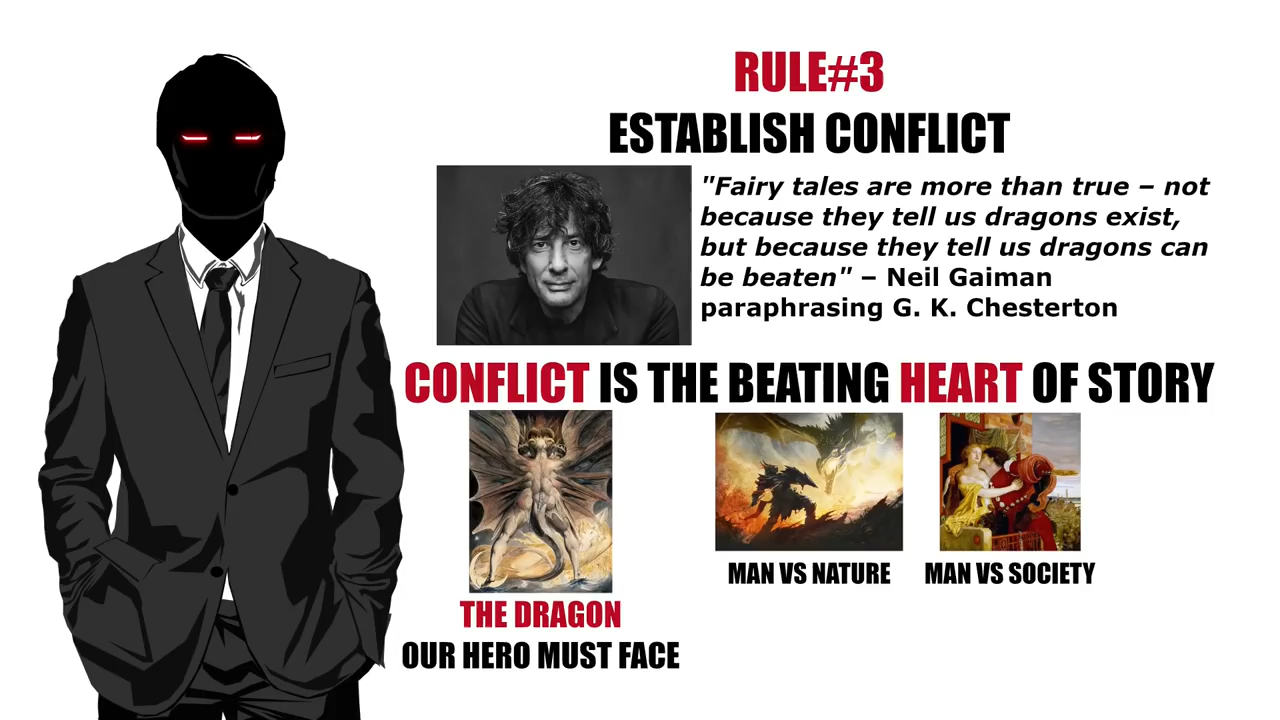 RULE#3
ESTABLISH CONFLICT
"Fairy tales are more than true – not
because they tell us dragons exist,
but because they tell us dragons can
be beaten" – Neil Gaiman
paraphrasing G. K. Chesterton
CONFLICT IS THE BEATING HEART OF STORY
THE DRAGON
OUR HERO MUST FACE
MAN VS NATURE
MAN VS SOCIETY